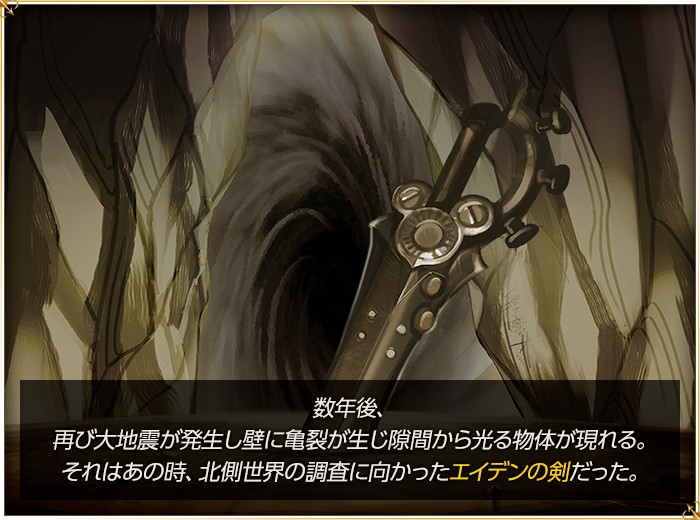 数年後、
再び大地震が発生し壁に亀裂が生じ隙間から光る物体が現れる。
それはあの時、北側世界の調査に向かったエイデンの剣だった。